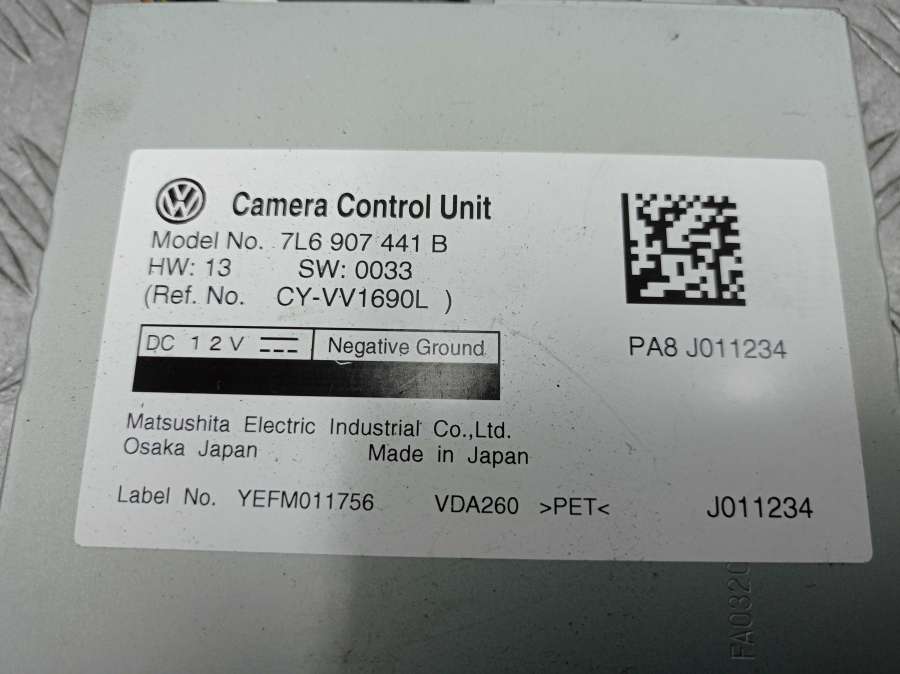 Camera Control Unit
Model No. 7L6 907 441 B
HW: 13 SW: 0033
(Ref. No. CY-VV1690L )
DC 12V Negative Ground
PA8 J011234
Matsushita Electric Industrial Co.,Ltd.
Osaka Japan Made in Japan
Label No. YEFM011756 VDA260 >PET< J011234
FA0320